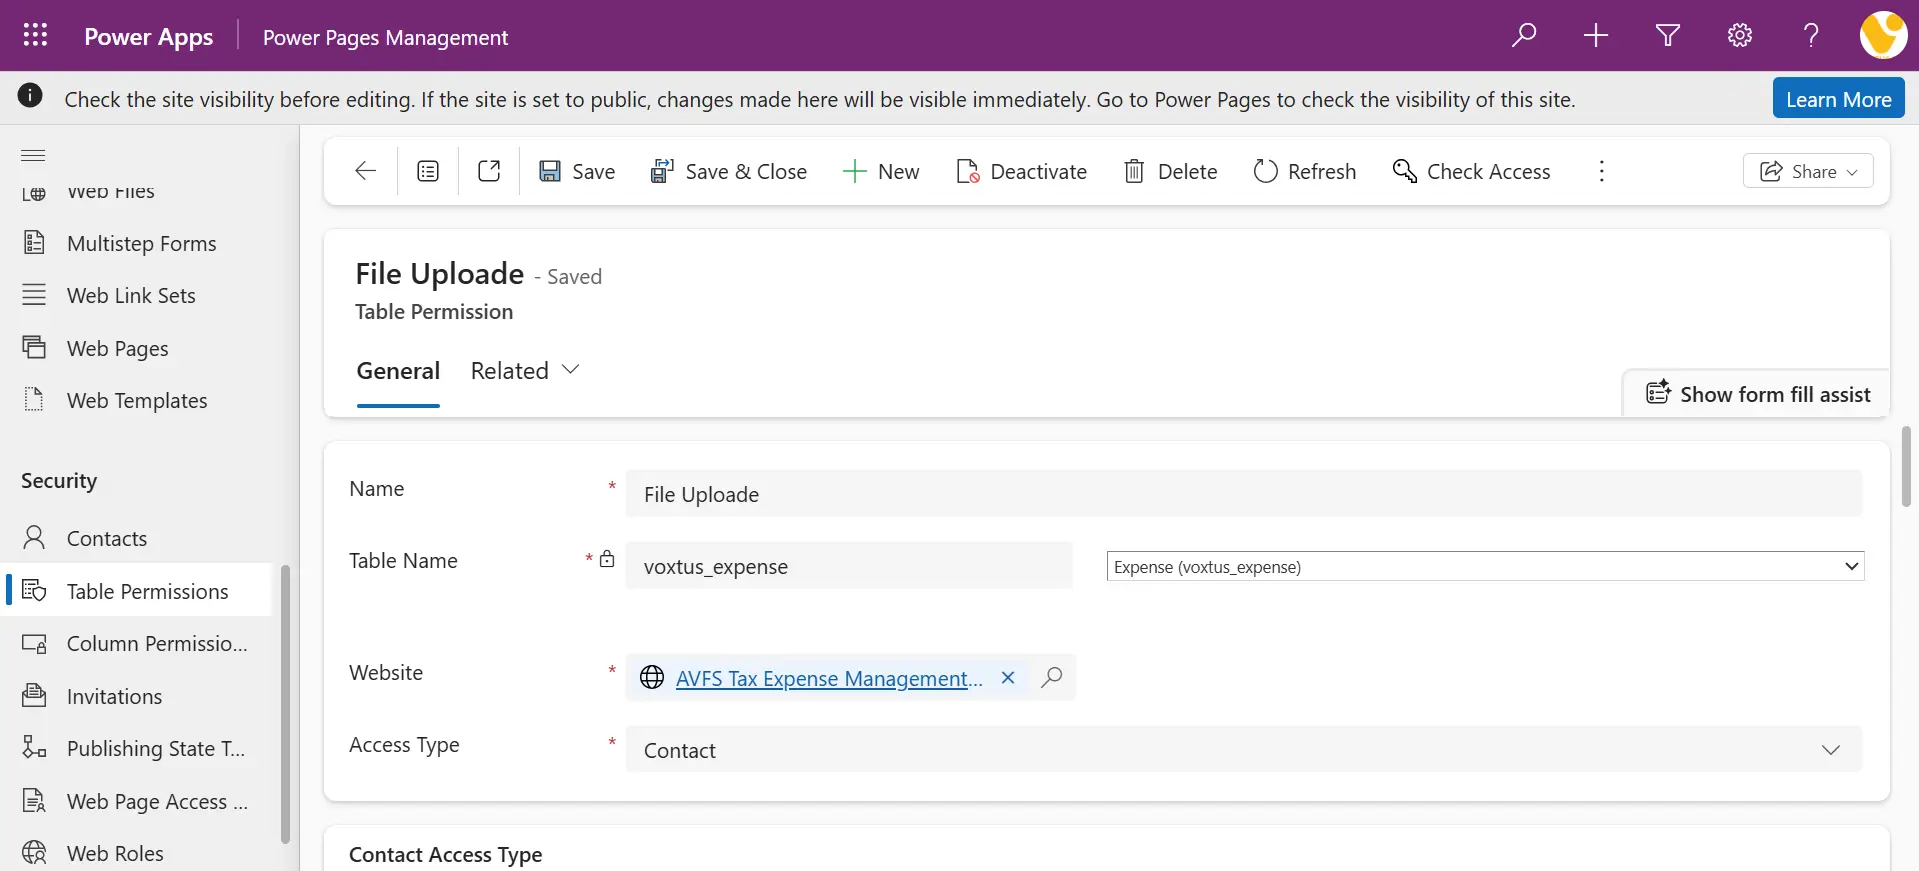 Power Apps
Power Pages Management
Check the site visibility before editing. If the site is set to public, changes made here will be visible immediately. Go to Power Pages to check the visibility of this site.
Learn More
Web Files
Multistep Forms
Web Link Sets
Web Pages
Web Templates
Security
Contacts
Table Permissions
Column Permissio...
Invitations
Publishing State T...
Web Page Access ...
Web Roles
Save
Save & Close
New
Deactivate
Delete
Refresh
Check Access
Share
File Uploade - Saved
Table Permission
General
Related
Show form fill assist
Name *
File Uploade
Table Name *
voxtus_expense
Expense (voxtus_expense)
Website *
AVFS Tax Expense Management...
Access Type *
Contact
Contact Access Type